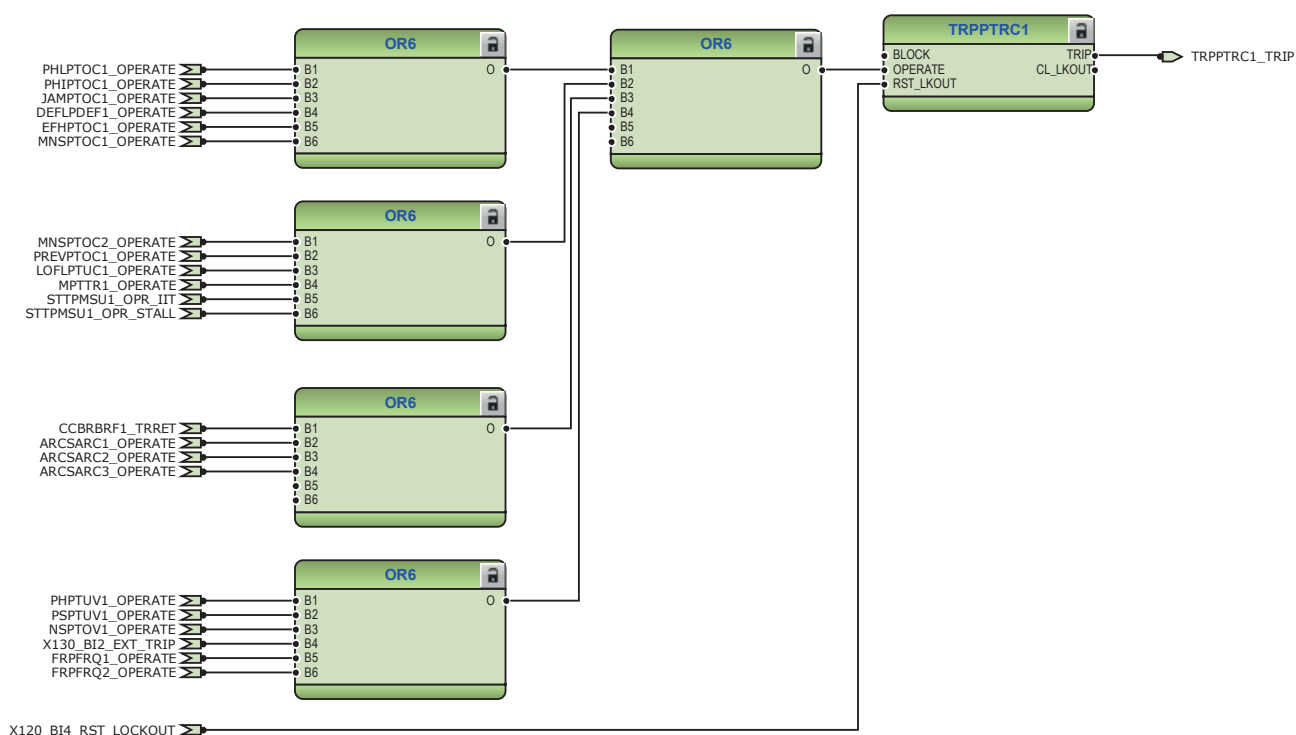 OR6
PHLPTOC1_OPERATE B1 O
PHIPTOC1_OPERATE B2
JAMPTOC1_OPERATE B3
DEFLPDEF1_OPERATE B4
EFHPTOC1_OPERATE B5
MNSPTOC1_OPERATE B6
OR6
B1 O
B2
B3
B4
B5
B6
TRPPTRC1
BLOCK TRIP TRPPTRC1_TRIP
OPERATE CL_LKOUT
RST_LKOUT
OR6
MNSPTOC2_OPERATE B1 O
PREVPTOC1_OPERATE B2
LOFLPTUC1_OPERATE B3
MPTTR1_OPERATE B4
STTPMSU1_OPR_IIT B5
STTPMSU1_OPR_STALL B6
OR6
CCBRBRF1_TRRET B1 O
ARCSARC1_OPERATE B2
ARCSARC2_OPERATE B3
ARCSARC3_OPERATE B4
B5
B6
OR6
PHPTUV1_OPERATE B1 O
PSPTUV1_OPERATE B2
NSPTOV1_OPERATE B3
X130_BI2_EXT_TRIP B4
FRPFRQ1_OPERATE B5
FRPFRQ2_OPERATE B6
X120_BI4_RST_LOCKOUT